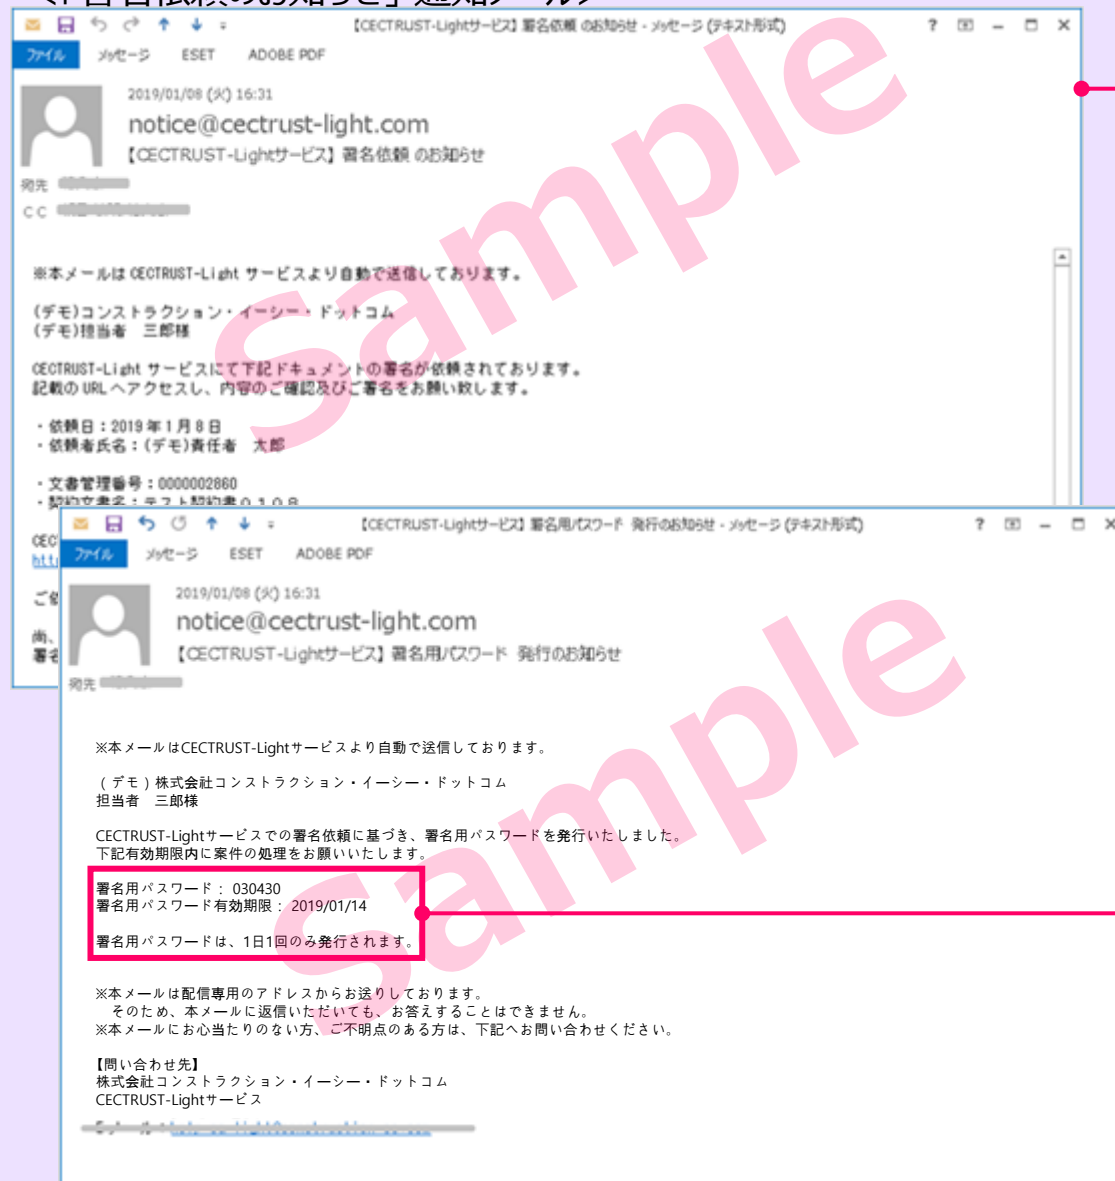 【CECTRUST-Lightサービス】署名依頼 のお知らせ - メッセージ (テキスト形式)
ファイル メッセージ ESET ADOBE PDF
2019/01/08 (火) 16:31
notice@cectrust-light.com
【CECTRUST-Lightサービス】署名依頼 のお知らせ
宛先
CC
※本メールは CECTRUST-Light サービスより自動で送信しております。
(デモ)コンストラクション・イーシー・ドットコム
(デモ)担当者 三郎様
CECTRUST-Light サービスにて下記ドキュメントの署名が依頼されております。
記載の URL へアクセスし、内容のご確認及びご署名をお願い致します。
・依頼日：2019 年 1 月 8 日
・依頼者氏名：(デモ)責任者 太郎
・文書管理番号：0000002860
・契約文書名：テスト契約書０１０８
CEC
htt
ご依
尚、
署名
【CECTRUST-Lightサービス】署名用パスワード 発行のお知らせ - メッセージ (テキスト形式)
ファイル メッセージ ESET ADOBE PDF
2019/01/08 (火) 16:31
notice@cectrust-light.com
【CECTRUST-Lightサービス】署名用パスワード 発行のお知らせ
宛先
※本メールはCECTRUST-Lightサービスより自動で送信しております。
（デモ）株式会社コンストラクション・イーシー・ドットコム
担当者 三郎様
CECTRUST-Lightサービスでの署名依頼に基づき、署名用パスワードを発行いたしました。
下記有効期限内に案件の処理をお願いいたします。
署名用パスワード： 030430
署名用パスワード有効期限： 2019/01/14
署名用パスワードは、1日1回のみ発行されます。
※本メールは配信専用のアドレスからお送りしております。
そのため、本メールに返信いただいても、お答えすることはできません。
※本メールにお心当たりのない方、ご不明点のある方は、下記へお問い合わせください。
【問い合わせ先】
株式会社コンストラクション・イーシー・ドットコム
CECTRUST-Lightサービス
Sample
Sample